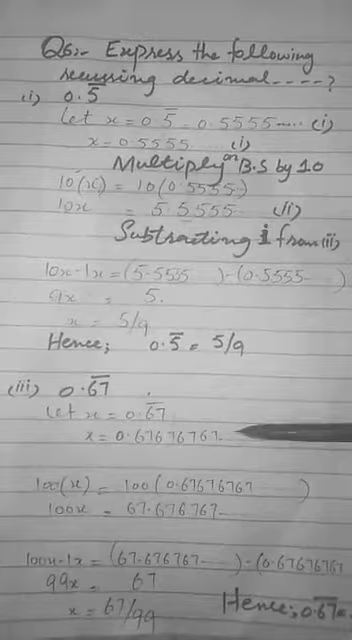 Q6:- Express the following
recurring decimal----?
(i) 0.5̅
Let x = 0.5̅ = 0.5555.... (i)
x = 0.5555 (i)
Multiply on B.S by 10
10(x) = 10(0.5555.)
10x = 5.5555 (ii)
Subtracting i from (ii)
10x-1x = (5.5555 )-(0.5555 )
9x = 5.
x = 5/9
Hence; 0.5̅ = 5/9
(iii) 0.6̅7̅
Let x = 0.6̅7̅
x = 0.67676767.
100(x) = 100(0.67676767 )
100x = 67.676767-
100x-1x = (67.676767 )-(0.67676767
99x = 67
x = 67/99 Hence; 0.6̅7̅ =